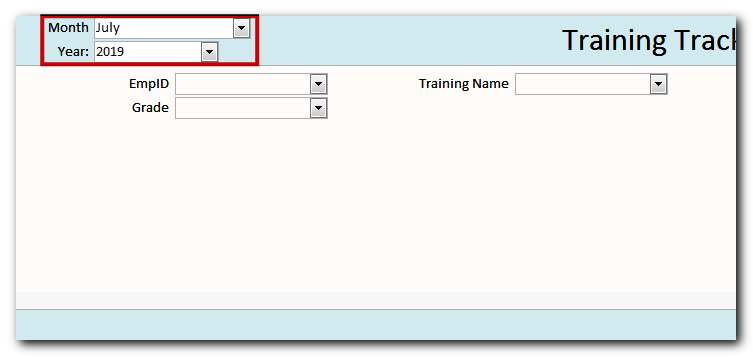 Month July
Year: 2019
Training Track
EmpID
Training Name
Grade